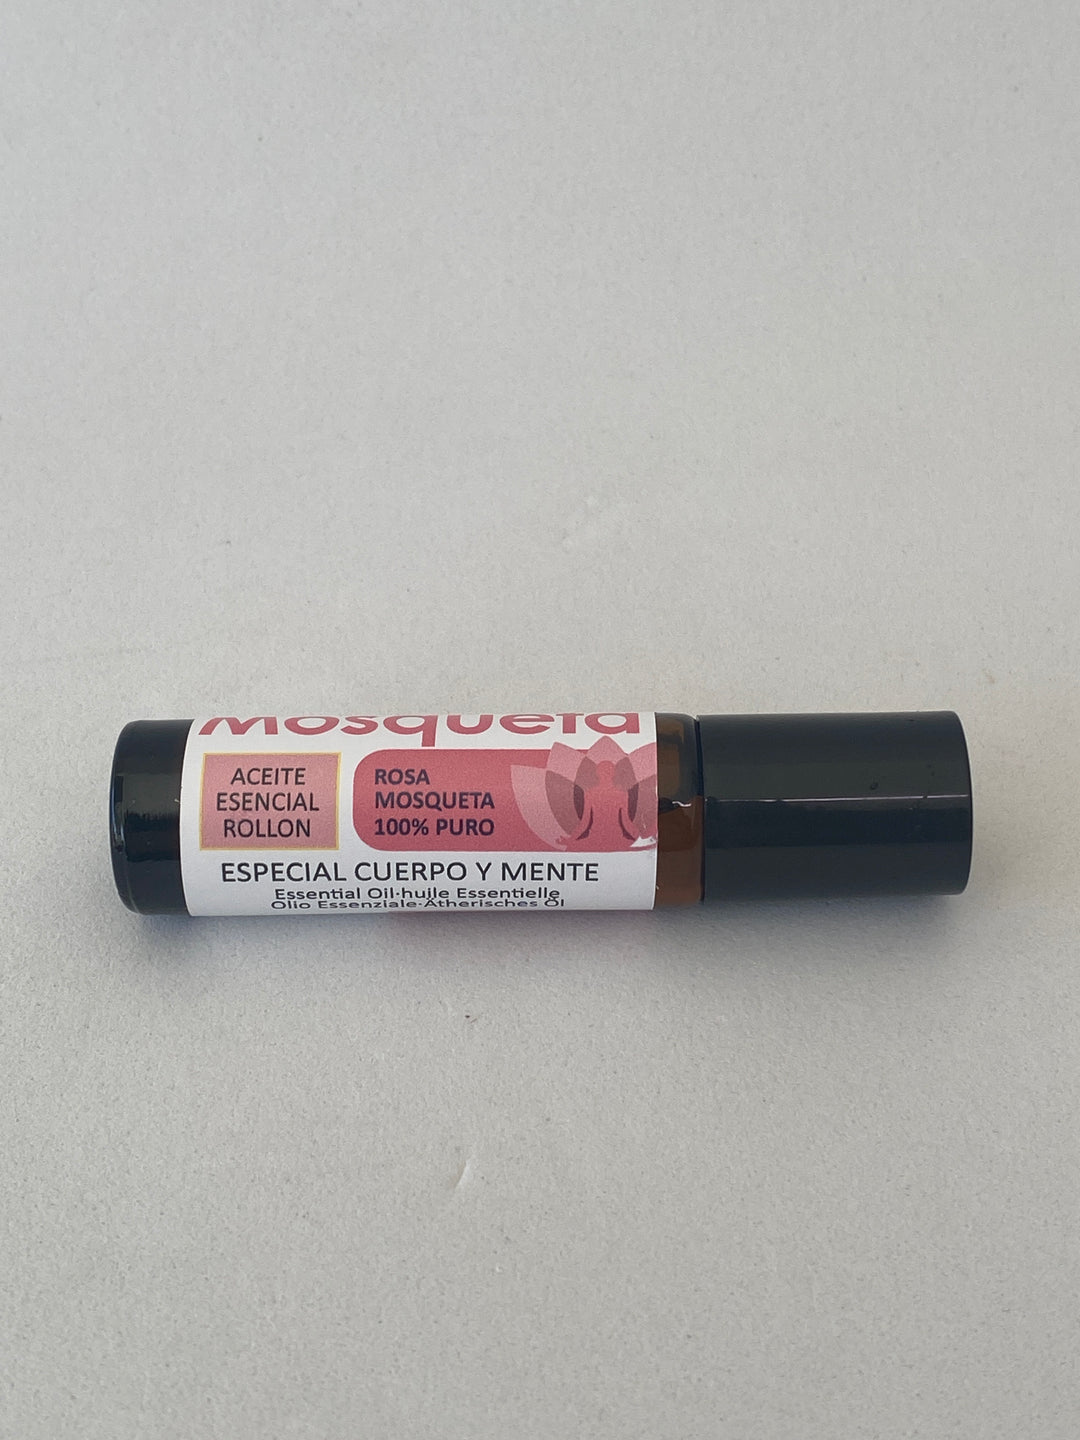 Mosqueta
ACEITE
ESENCIAL
ROLLON
ROSA
MOSQUETA
100% PURO
ESPECIAL CUERPO Y MENTE
Essential Oil·huile Essentielle
Olio Essenziale·Ätherisches Öl